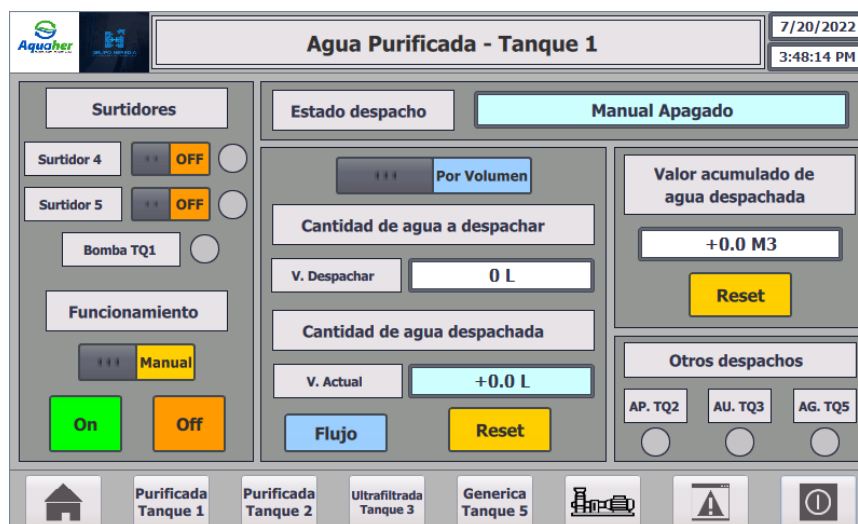 Aquaher
Agua Purificada - Tanque 1
7/20/2022
3:48:14 PM
Surtidores
Surtidor 4
OFF
Surtidor 5
OFF
Bomba TQ1
Funcionamiento
Manual
On
Off
Estado despacho
Manual Apagado
Por Volumen
Cantidad de agua a despachar
V. Despachar
0 L
Cantidad de agua despachada
V. Actual
+0.0 L
Flujo
Reset
Valor acumulado de
agua despachada
+0.0 M3
Reset
Otros despachos
AP. TQ2
AU. TQ3
AG. TQ5
Purificada
Tanque 1
Purificada
Tanque 2
Ultrafiltrada
Tanque 3
Generica
Tanque 5